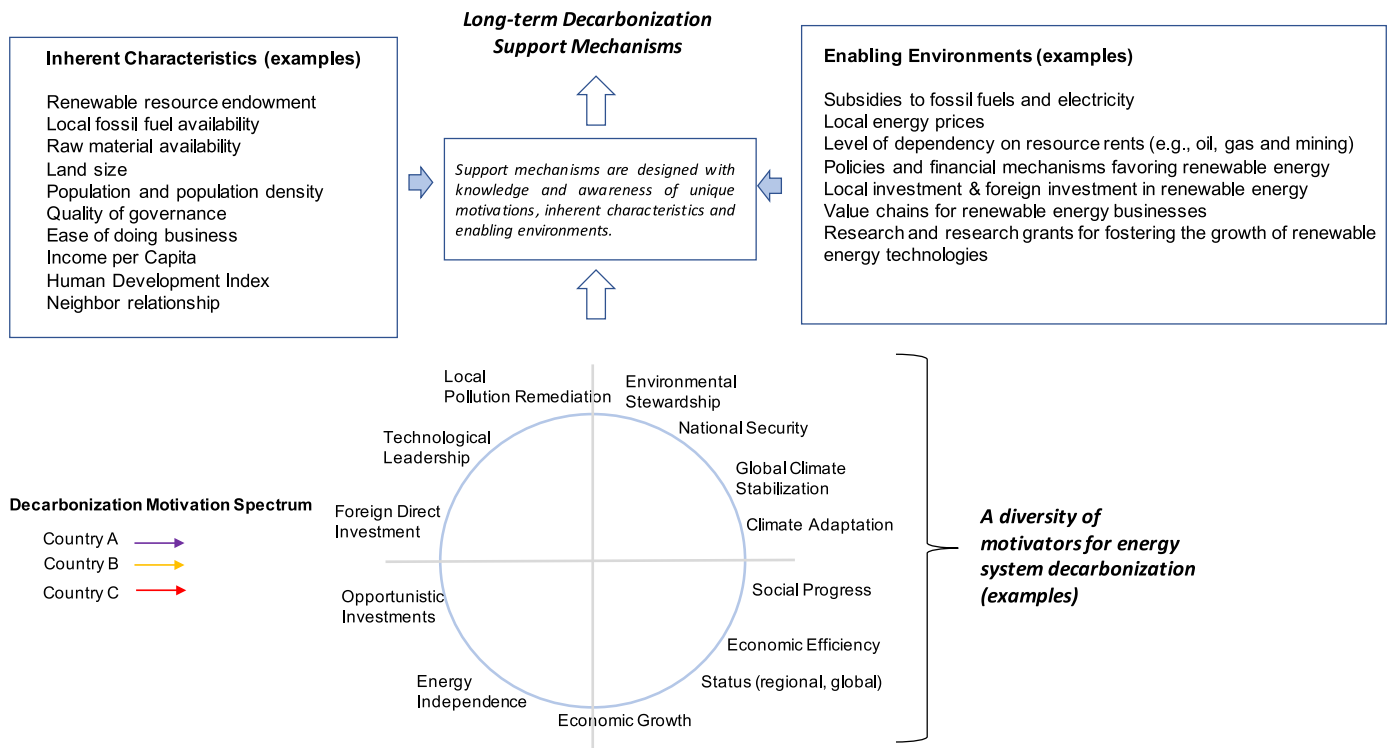 Long-term Decarbonization
Support Mechanisms
Inherent Characteristics (examples)
Renewable resource endowment
Local fossil fuel availability
Raw material availability
Land size
Population and population density
Quality of governance
Ease of doing business
Income per Capita
Human Development Index
Neighbor relationship
Support mechanisms are designed with
knowledge and awareness of unique
motivations, inherent characteristics and
enabling environments.
Enabling Environments (examples)
Subsidies to fossil fuels and electricity
Local energy prices
Level of dependency on resource rents (e.g., oil, gas and mining)
Policies and financial mechanisms favoring renewable energy
Local investment & foreign investment in renewable energy
Value chains for renewable energy businesses
Research and research grants for fostering the growth of renewable
energy technologies
Decarbonization Motivation Spectrum
Country A
Country B
Country C
Local
Pollution Remediation
Technological
Leadership
Foreign Direct
Investment
Opportunistic
Investments
Energy
Independence
Economic Growth
Environmental
Stewardship
National Security
Global Climate
Stabilization
Climate Adaptation
Social Progress
Economic Efficiency
Status (regional, global)
A diversity of
motivators for energy
system decarbonization
(examples)